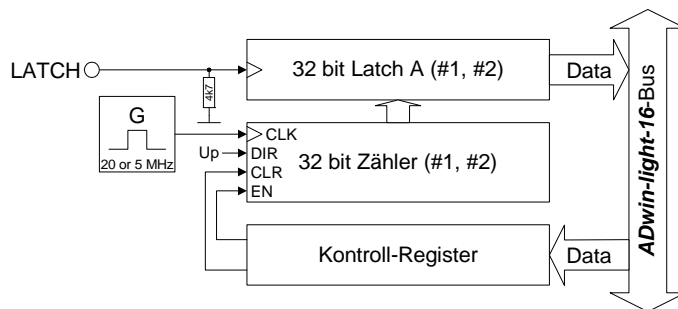 LATCH
32 bit Latch A (#1, #2)
Data
4k7
G
20 or 5 MHz
Up
CLK
DIR
CLR
EN
32 bit Zähler (#1, #2)
Kontroll-Register
Data
ADwin-light-16-Bus